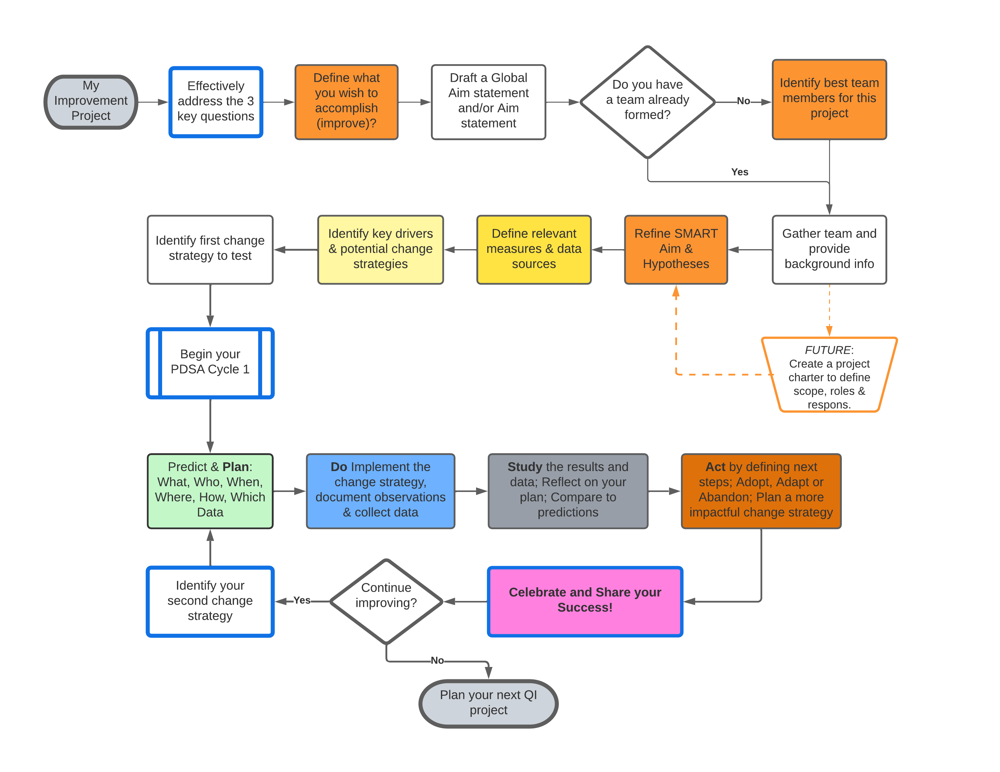 My
Improvement
Project
Effectively
address the 3
key questions
Define what
you wish to
accomplish
(improve)?
Draft a Global
Aim statement
and/or Aim
statement
Do you have
a team already
formed?
No
Identify best team
members for this
project
Yes
Gather team and
provide
background info
Refine SMART
Aim &
Hypotheses
Define relevant
measures & data
sources
Identify key drivers
& potential change
strategies
Identify first change
strategy to test
FUTURE:
Create a project
charter to define
scope, roles &
respons.
Begin your
PDSA Cycle 1
Predict & Plan:
What, Who, When,
Where, How, Which
Data
Do Implement the
change strategy,
document observations
& collect data
Study the results and
data; Reflect on your
plan; Compare to
predictions
Act by defining next
steps; Adopt, Adapt or
Abandon; Plan a more
impactful change strategy
Celebrate and Share your
Success!
Continue
improving?
Yes
Identify your
second change
strategy
No
Plan your next QI
project